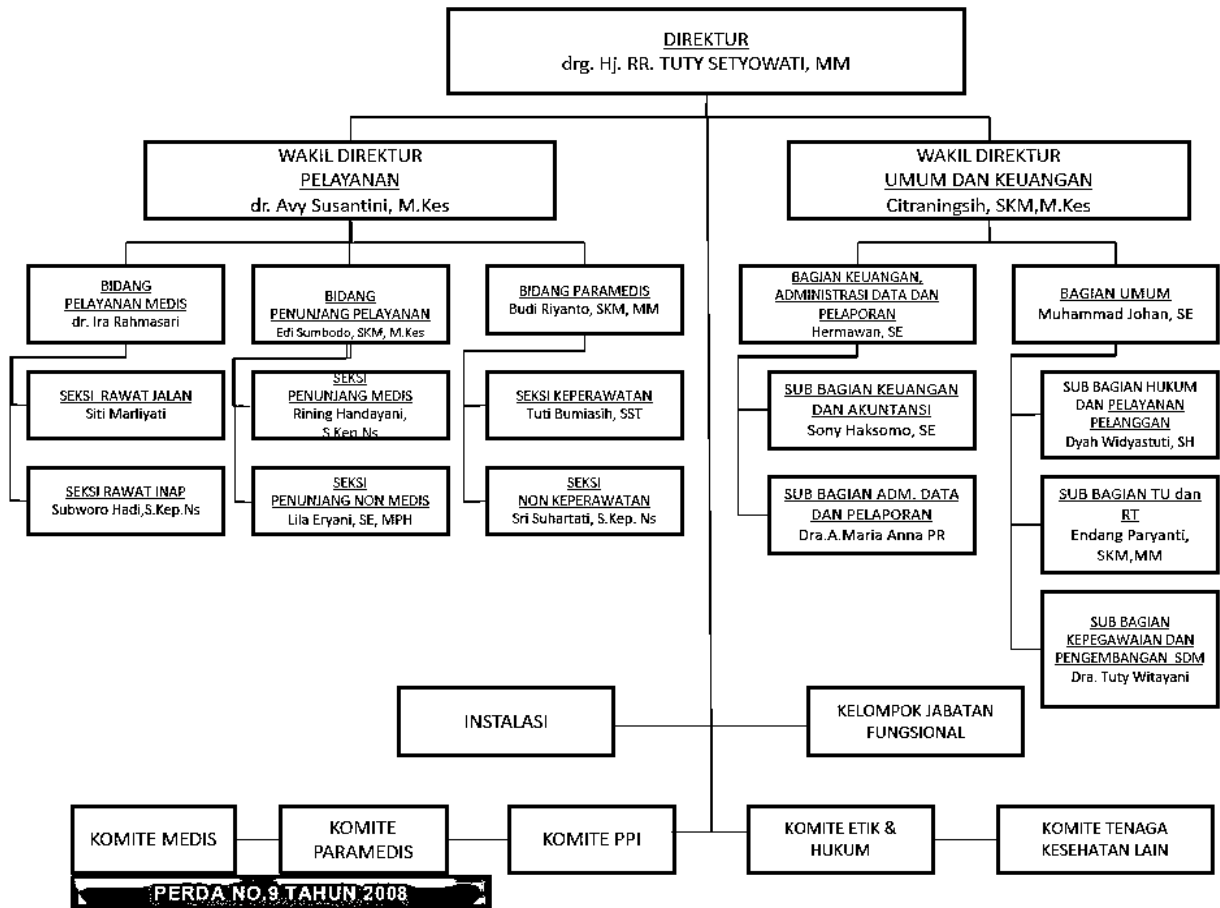 DIREKTUR
drg. Hj. RR. TUTY SETYOWATI, MM
WAKIL DIREKTUR
PELAYANAN
dr. Avy Susantini, M.Kes
WAKIL DIREKTUR
UMUM DAN KEUANGAN
Citraningsih, SKM,M.Kes
BIDANG
PELAYANAN MEDIS
dr. Ira Rahmasari
BIDANG
PENUNJANG PELAYANAN
Edi Sumbodo, SKM, M.Kes
BIDANG PARAMEDIS
Budi Riyanto, SKM, MM
BAGIAN KEUANGAN,
ADMINISTRASI DATA DAN
PELAPORAN
Hermawan, SE
BAGIAN UMUM
Muhammad Johan, SE
SEKSI RAWAT JALAN
Siti Marliyati
SEKSI
PENUNJANG MEDIS
Rining Handayani,
S.Kep.Ns
SEKSI KEPERAWATAN
Tuti Bumiasih, SST
SUB BAGIAN KEUANGAN
DAN AKUNTANSI
Sony Haksomo, SE
SUB BAGIAN HUKUM
DAN PELAYANAN
PELANGGAN
Dyah Widyastuti, SH
SEKSI RAWAT INAP
Subworo Hadi,S.Kep.Ns
SEKSI
PENUNJANG NON MEDIS
Lila Eryani, SE, MPH
SEKSI
NON KEPERAWATAN
Sri Suhartati, S.Kep. Ns
SUB BAGIAN ADM. DATA
DAN PELAPORAN
Dra.A.Maria Anna PR
SUB BAGIAN TU dan
RT
Endang Paryanti,
SKM,MM
SUB BAGIAN
KEPEGAWAIAN DAN
PENGEMBANGAN SDM
Dra. Tuty Witayani
INSTALASI
KELOMPOK JABATAN
FUNGSIONAL
KOMITE MEDIS
KOMITE
PARAMEDIS
KOMITE PPI
KOMITE ETIK &
HUKUM
KOMITE TENAGA
KESEHATAN LAIN
PERDA NO.9 TAHUN 2008